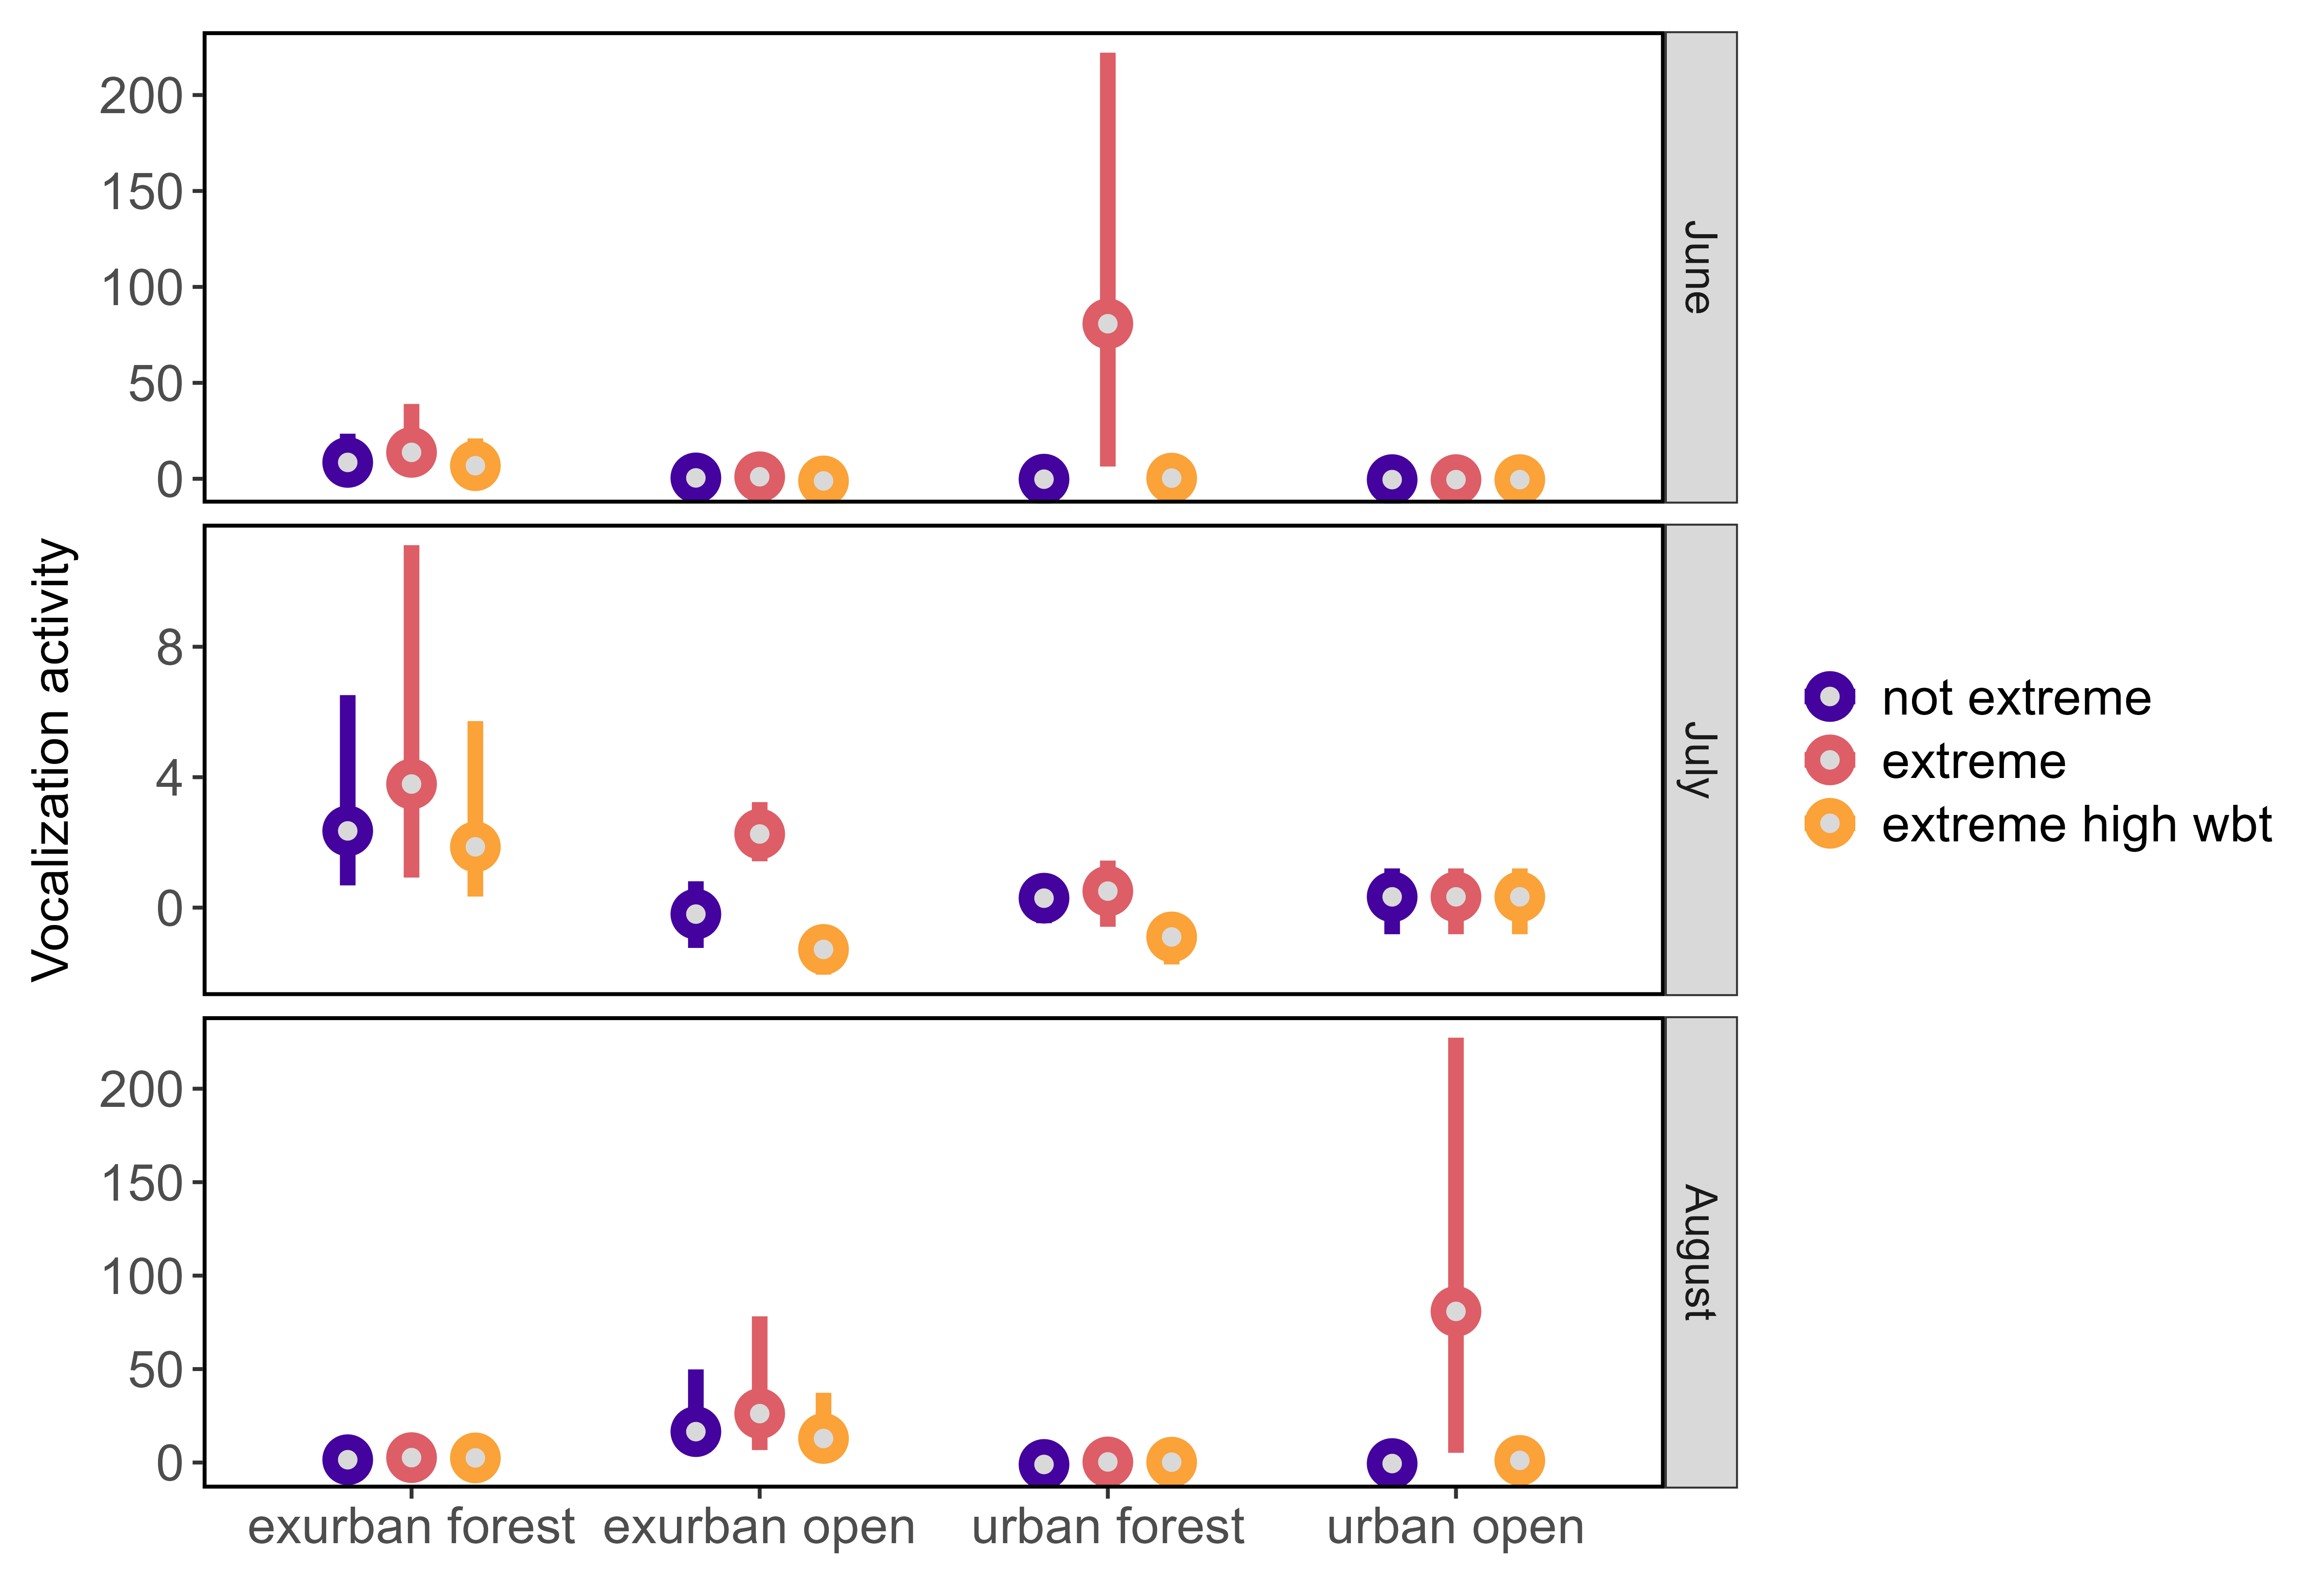 200
150
100
50
0
June
Vocalization activity
8
4
0
July
not extreme
extreme
extreme high wbt
200
150
100
50
0
August
exurban forest exurban open urban forest urban open